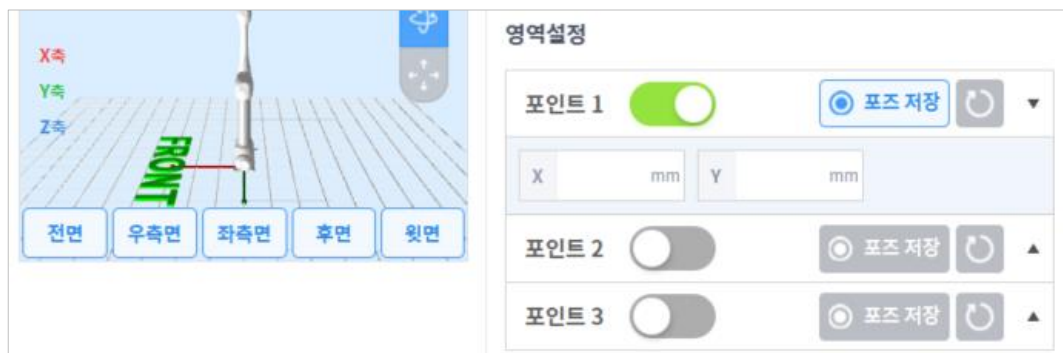 X축
Y축
Z축
FRONT
전면 우측면 좌측면 후면 윗면
영역설정
포인트 1 포즈 저장 ▼
X mm Y mm
포인트 2 포즈 저장 ▲
포인트 3 포즈 저장 ▲